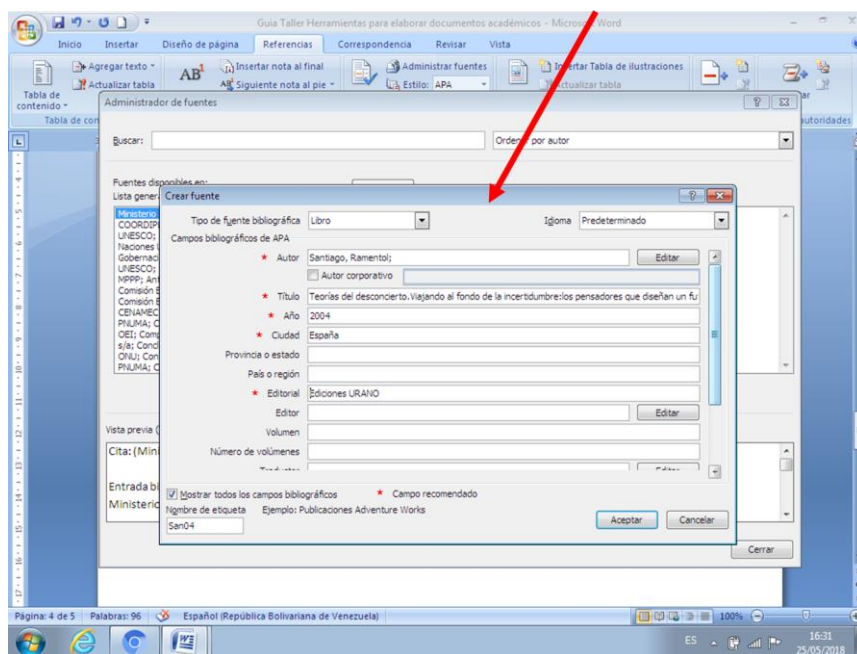 Guia Taller Herramientas para elaborar documentos académicos - Microsoft Word
Inicio Insertar Diseño de página Referencias Correspondencia Revisar Vista
Agregar texto
Insertar nota al final
Administrar fuentes
Insertar Tabla de ilustraciones
Actualizar tabla
AB¹
Siguiente nota al pie
Estilo: APA
Actualizar tabla
Tabla de contenido
Tabla de con
autoridades
Administrador de fuentes
Buscar:
Ordenar por autor
Fuentes disponibles en:
Lista gener
Ministerio
COORDIP
UNESCO;
Naciones
Gobernac
UNESCO;
MPPP; An
Comisión E
Comisión E
CENAMEC
PNUMA; C
OEI; Com
s/a; Cond
ONU; Con
PNUMA; C
Crear fuente
Tipo de fuente bibliográfica Libro Idioma Predeterminado
Campos bibliográficos de APA
* Autor Santiago, Ramentol; Editar
Autor corporativo
* Título Teorías del desconcierto.Viajando al fondo de la incertidumbre:los pensadores que diseñan un fu
* Año 2004
* Ciudad España
Provincia o estado
País o región
* Editorial Ediciones URANO
Editor Editar
Volumen
Número de volúmenes
Mostrar todos los campos bibliográficos * Campo recomendado
Nombre de etiqueta Ejemplo: Publicaciones Adventure Works
San04
Aceptar Cancelar
Vista previa (
Cita: (Mini
Entrada bi
Ministerio
Cerrar
Página: 4 de 5 Palabras: 96 Español (República Bolivariana de Venezuela) 100%
ES 16:31
25/05/2018